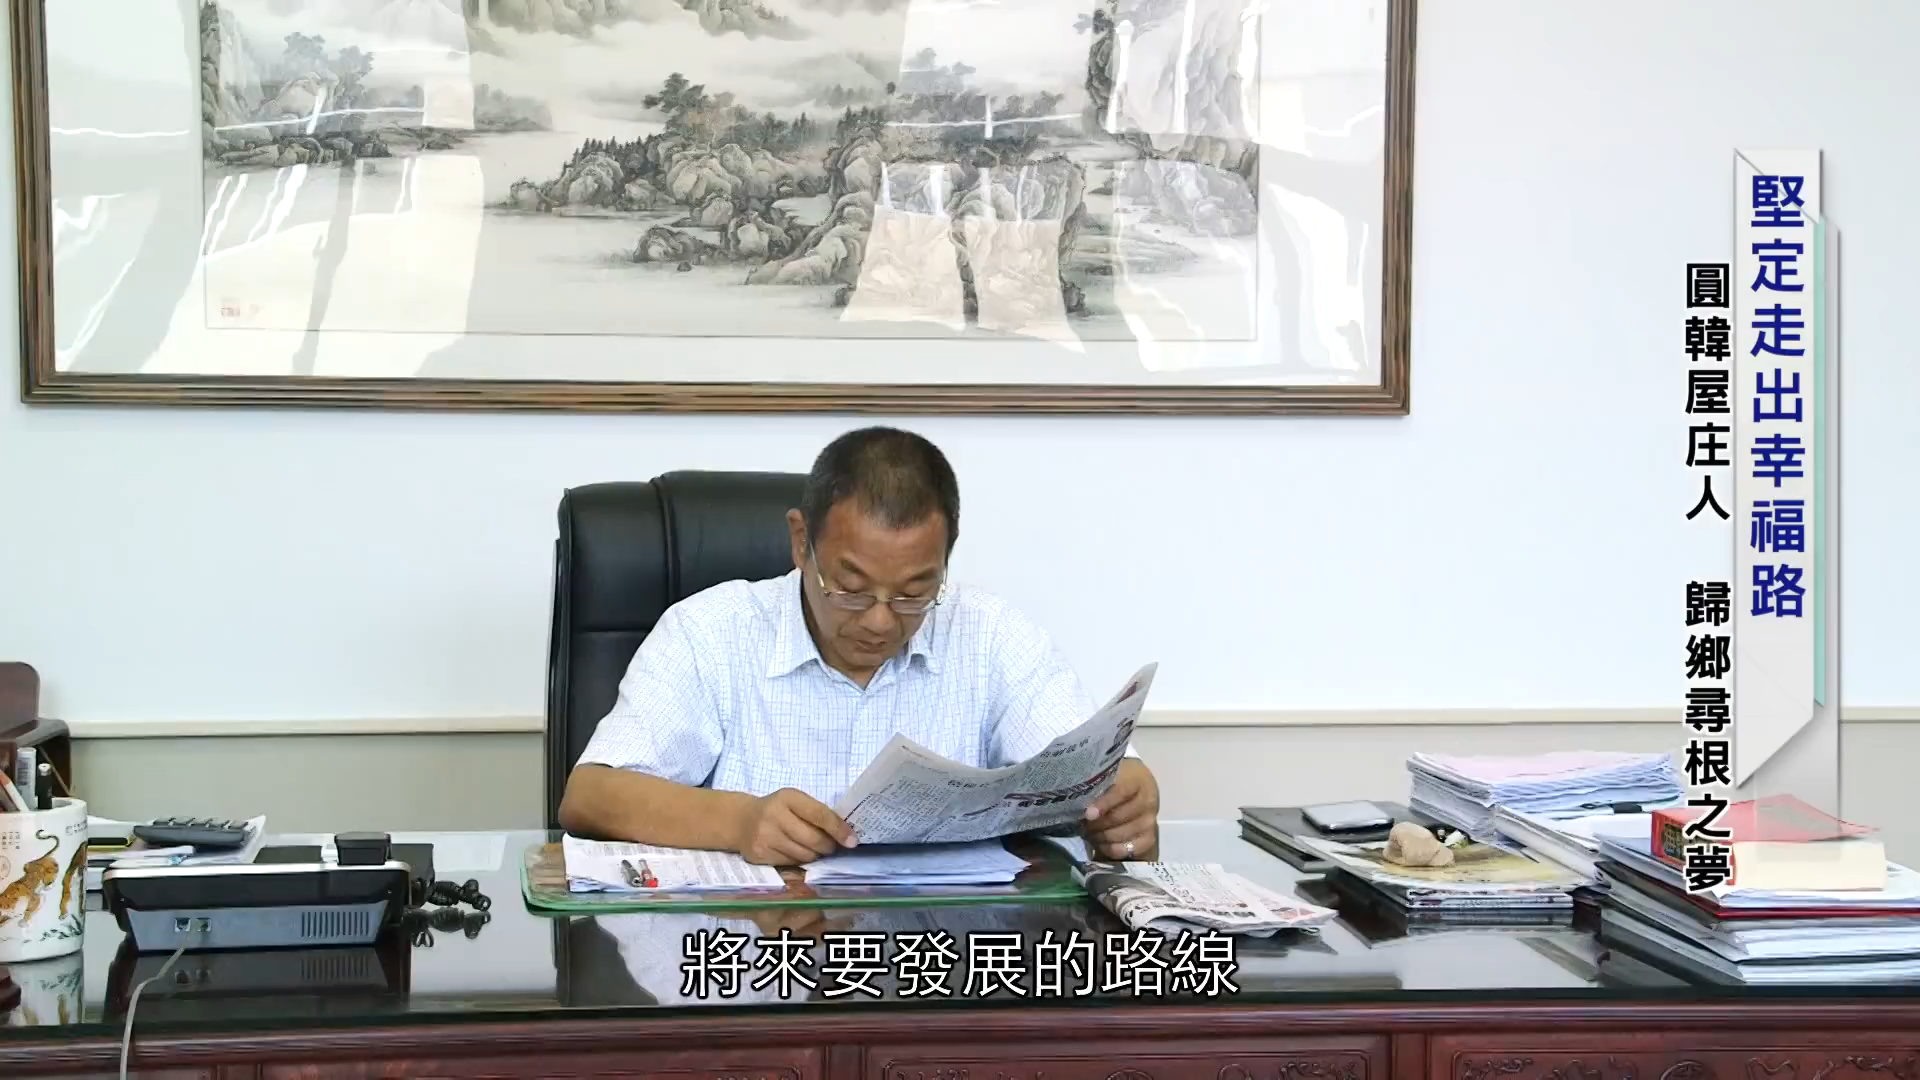 堅定走出幸福路
圓韓屋庄人 歸鄉尋根之夢
將來要發展的路線